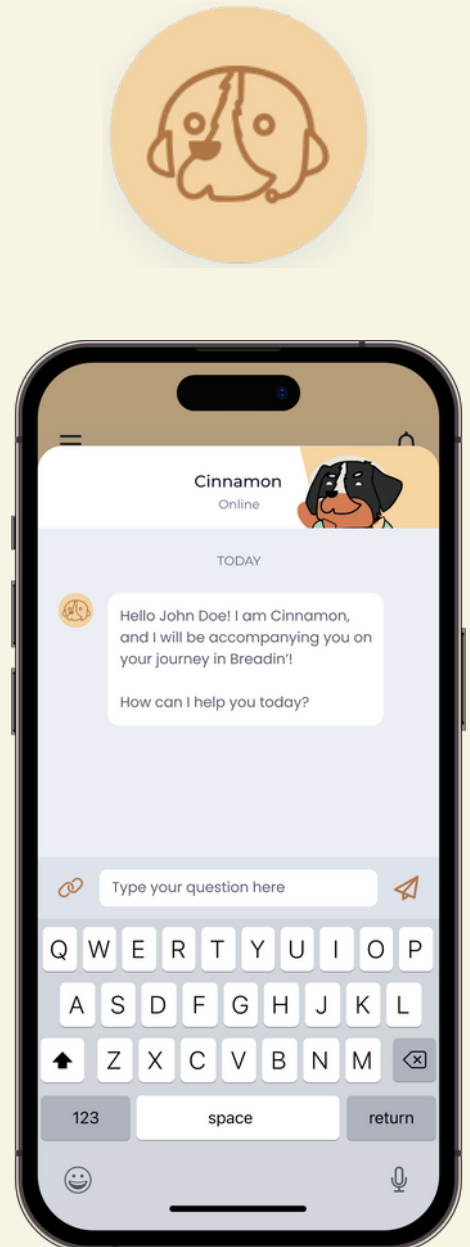 Cinnamon
Online
TODAY
Hello John Doe! I am Cinnamon,
and I will be accompanying you on
your journey in Breadin'!
How can I help you today?
Type your question here
Q W E R T Y U I O P
A S D F G H J K L
Z X C V B N M
123 space return